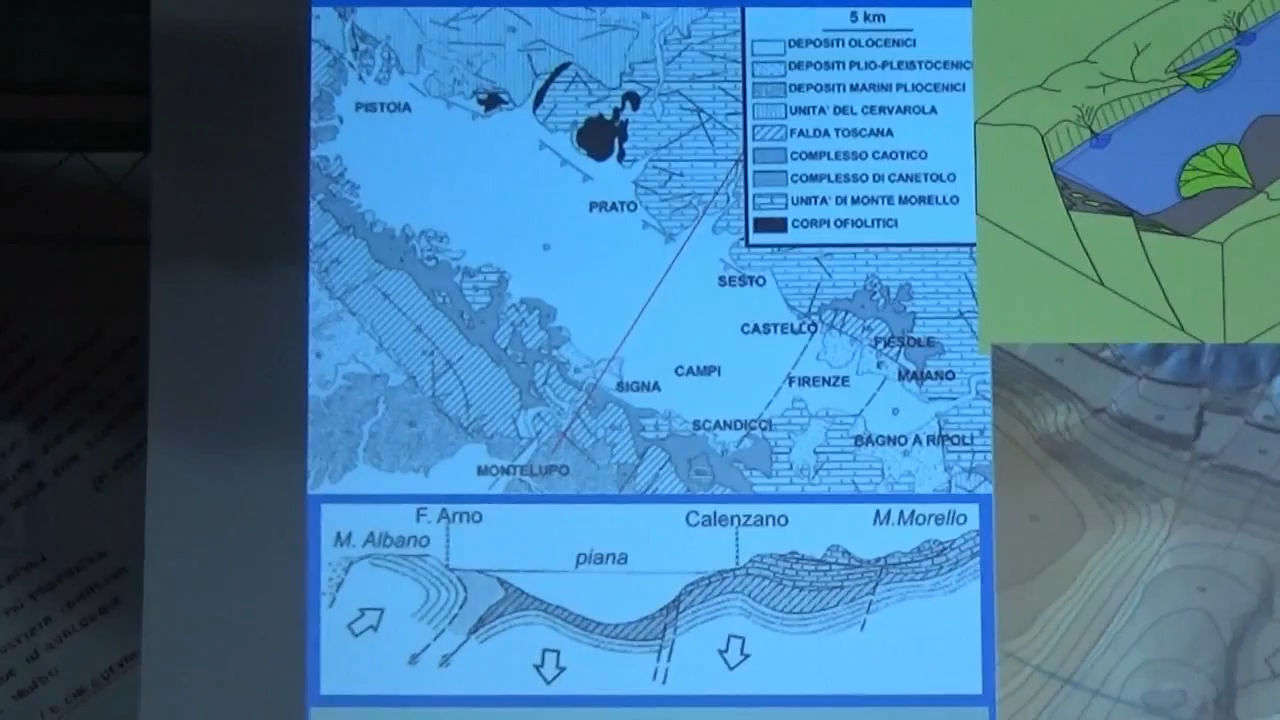 5 km
DEPOSITI OLOCENICI
DEPOSITI PLIO-PLEISTOCENIC
DEPOSITI MARINI PLIOCENICI
UNITA' DEL CERVAROLA
FALDA TOSCANA
COMPLESSO CAOTICO
COMPLESSO DI CANETOLO
UNITA' DI MONTE MORELLO
CORPI OFIOLITICI
PISTOIA
PRATO
SESTO
CASTELLO
FIESOLE
CAMPI
FIRENZE
MAIANO
SIGNA
SCANDICCI
BAGNO A RIPOLI
MONTELUPO
F. Arno
Calenzano
M.Morello
M. Albano
piana